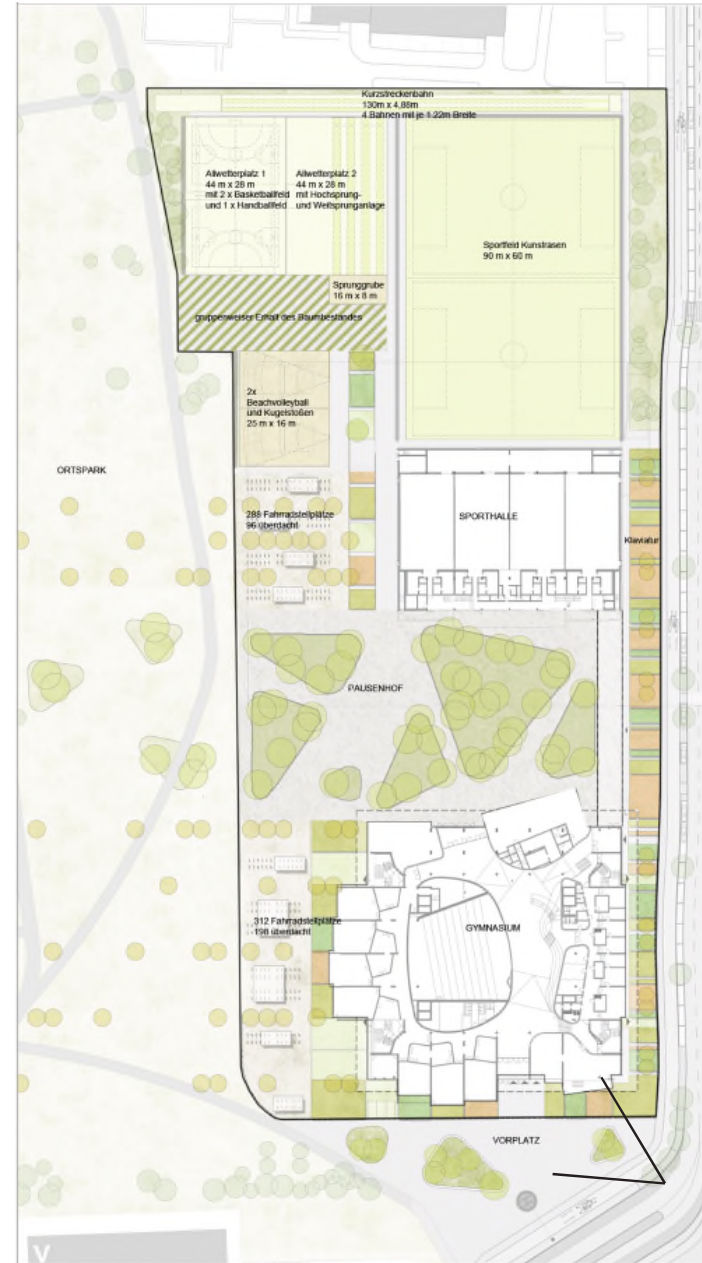 Kurzstreckenbahn
130m x 4,88m
4 Bahnen mit je 1.22m Breite
Allwetterplatz 1
44 m x 28 m
mit 2 x Basketballfeld
und 1 x Handballfeld
Allwetterplatz 2
44 m x 28 m
mit Hochsprung-
und Weitsprunganlage
Sportfeld Kunstrasen
90 m x 60 m
Sprunggrube
16 m x 8 m
gruppenweiser Erhalt des Baumbestandes
2x
Beachvolleyball
und Kugelstoßen
25 m x 16 m
ORTSPARK
288 Fahrradstellplätze
96 überdacht
SPORTHALLE
Klaviatur
PAUSENHOF
312 Fahrradstellplätze
198 überdacht
GYMNASIUM
VORPLATZ
V